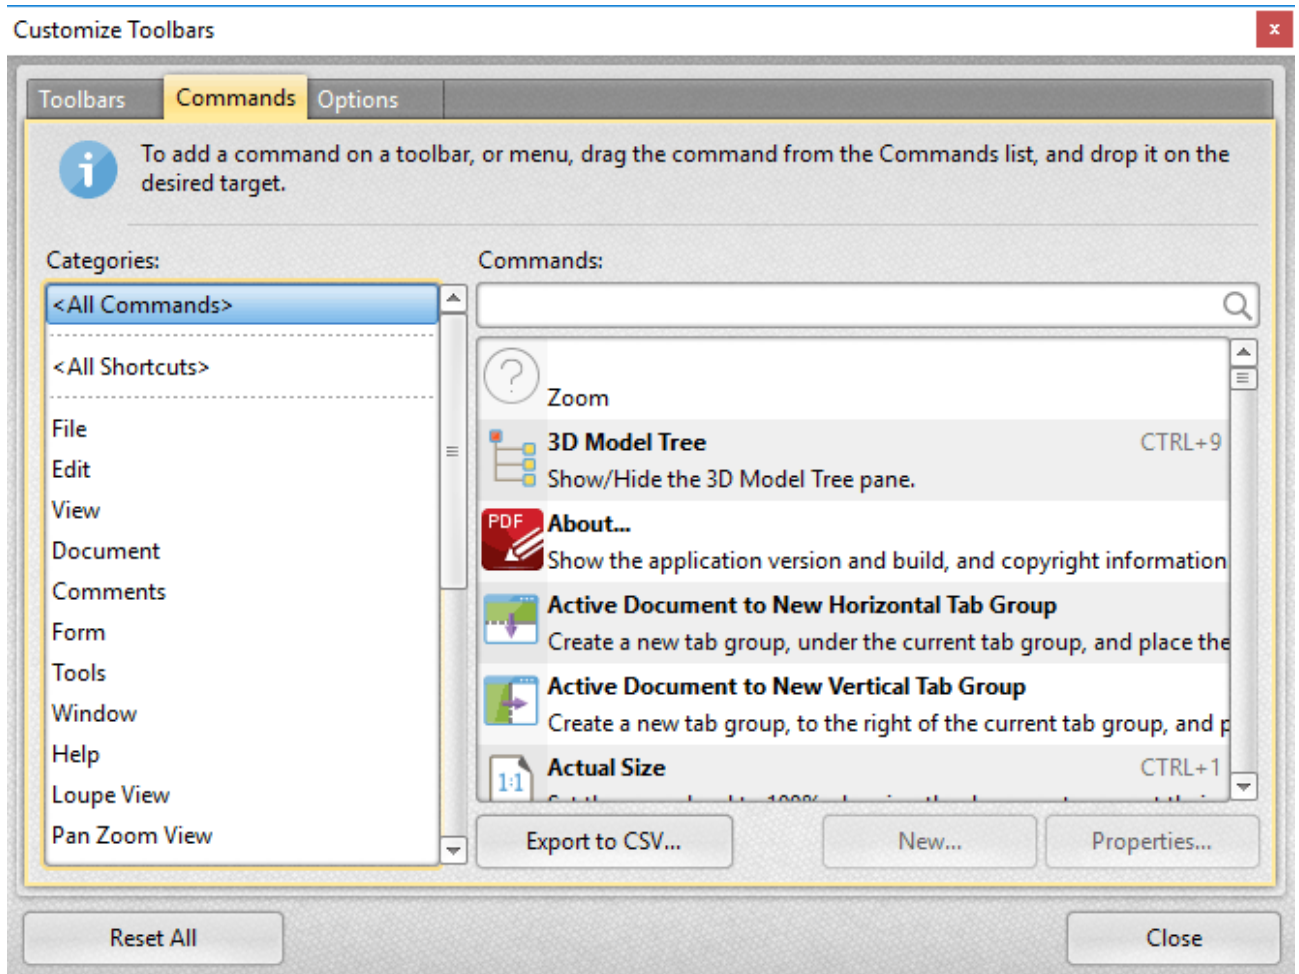 Customize Toolbars
x
Toolbars
Commands
Options
To add a command on a toolbar, or menu, drag the command from the Commands list, and drop it on the
desired target.
Categories:
<All Commands>
<All Shortcuts>
File
Edit
View
Document
Comments
Form
Tools
Window
Help
Loupe View
Pan Zoom View
Commands:
Zoom
3D Model Tree CTRL+9
Show/Hide the 3D Model Tree pane.
PDF
About...
Show the application version and build, and copyright information
Active Document to New Horizontal Tab Group
Create a new tab group, under the current tab group, and place the
Active Document to New Vertical Tab Group
Create a new tab group, to the right of the current tab group, and p
1:1
Actual Size CTRL+1
Export to CSV...
New...
Properties...
Reset All
Close